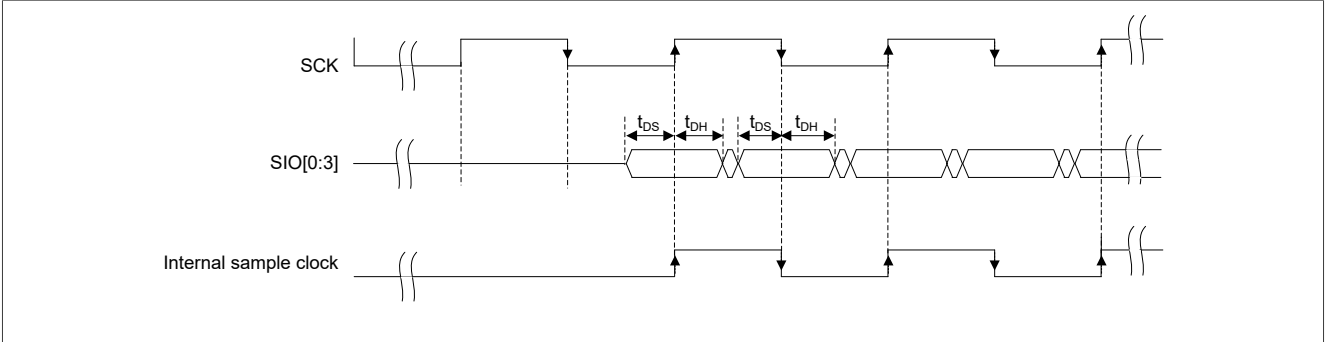 SCK
tDS tDH tDS tDH
SIO[0:3]
Internal sample clock